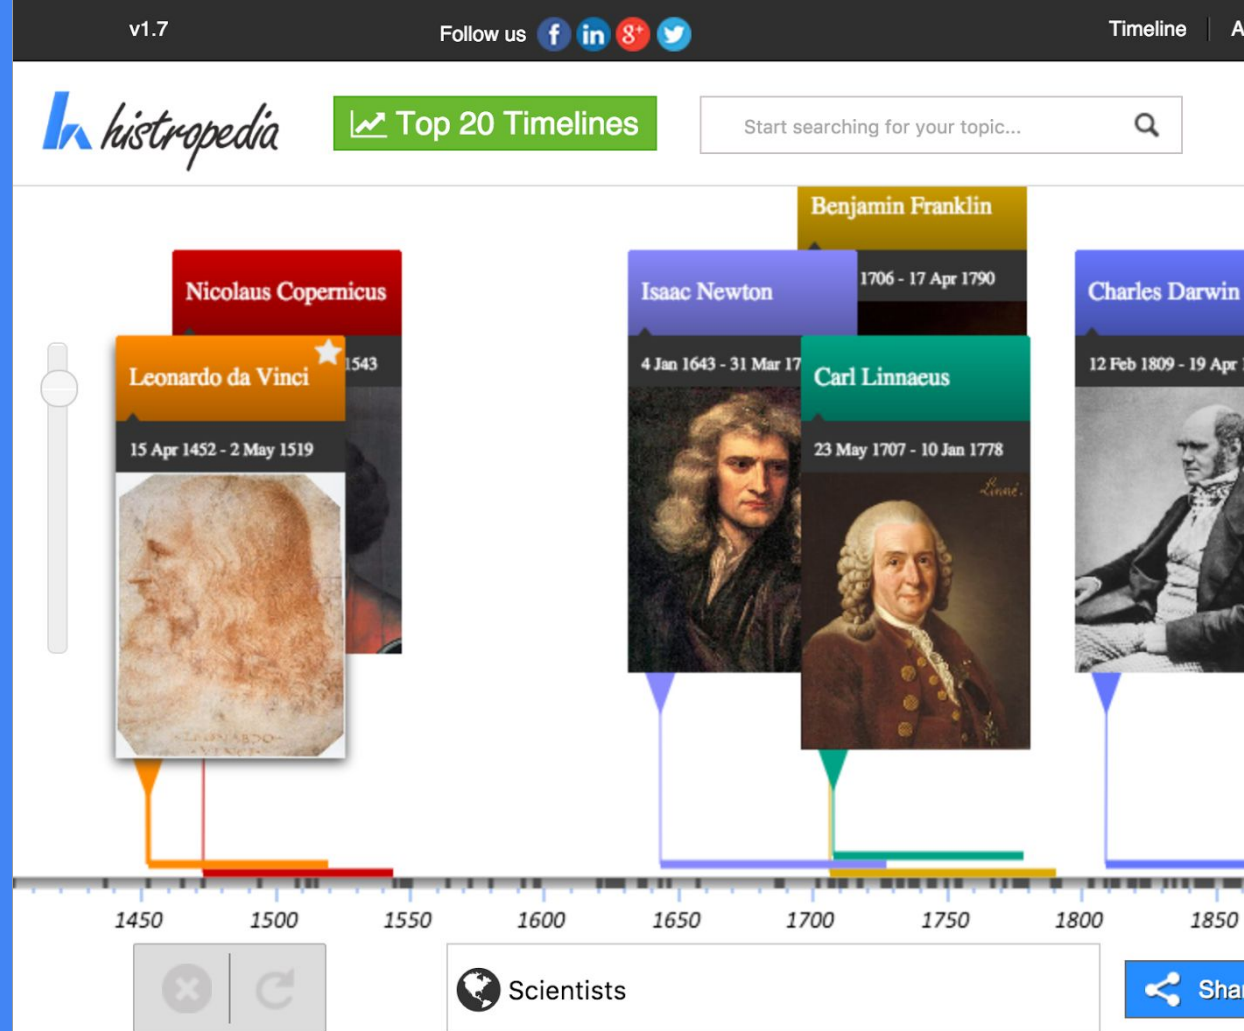 v1.7
Follow us
Timeline
histropedia
Top 20 Timelines
Start searching for your topic...
Benjamin Franklin
1706 - 17 Apr 1790
Nicolaus Copernicus
1543
Isaac Newton
4 Jan 1643 - 31 Mar 17
Charles Darwin
12 Feb 1809 - 19 Apr
Leonardo da Vinci
15 Apr 1452 - 2 May 1519
Carl Linnaeus
23 May 1707 - 10 Jan 1778
Linné.
1450 1500 1550 1600 1650 1700 1750 1800 1850
Scientists
Shar